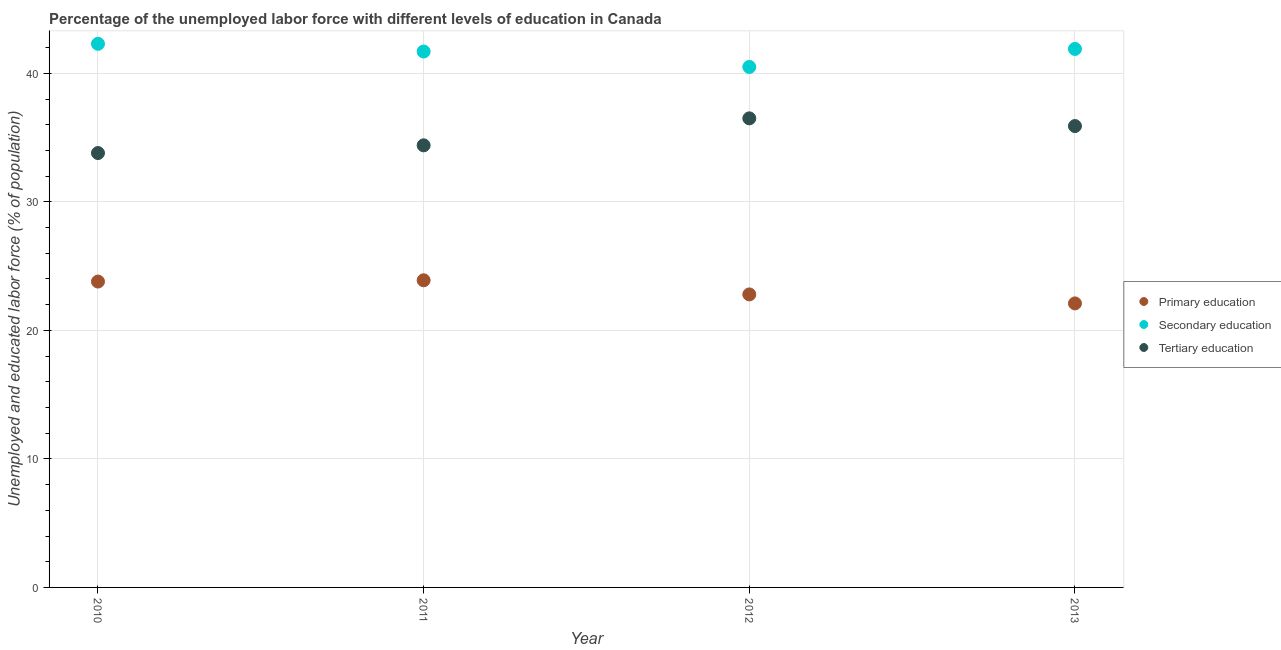 Percentage of the unemployed labor force with different levels of education in Canada
Unemployed and educated labor force (% of population)
40
30
20
10
0
2010
2011
2012
2013
Year
Primary education
Secondary education
Tertiary education